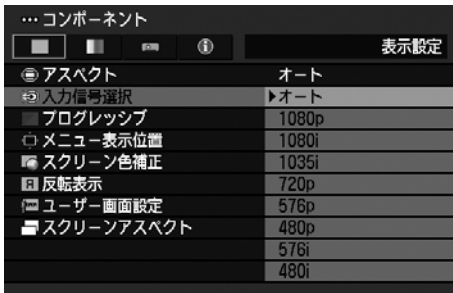 … コンポーネント
表示設定
アスペクト オート
入力信号選択 ▶オート
プログレッシブ 1080p
メニュー表示位置 1080i
スクリーン色補正 1035i
反転表示 720p
ユーザー画面設定 576p
スクリーンアスペクト 480p
576i
480i